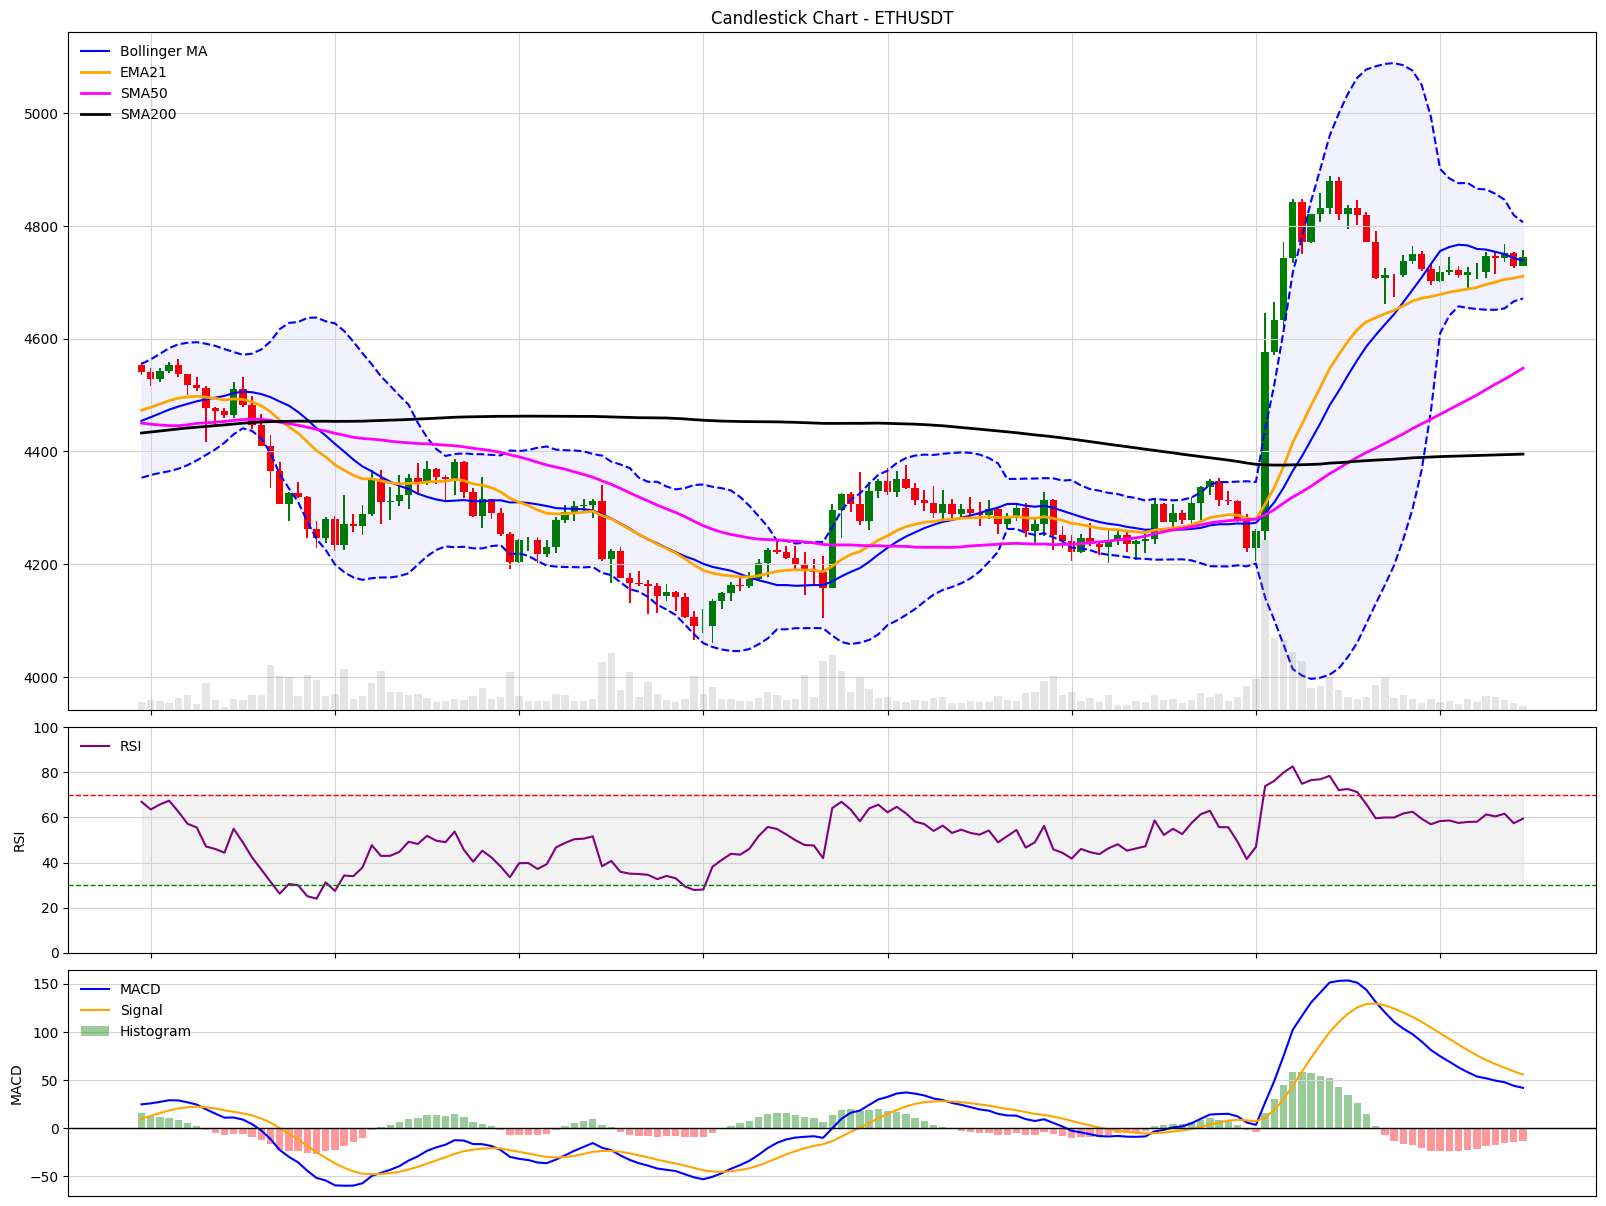 Candlestick Chart - ETHUSDT
Bollinger MA
EMA21
SMA50
SMA200
5000
4800
4600
4400
4200
4000
RSI
100
80
60
40
20
0
RSI
MACD
Signal
Histogram
150
100
50
0
−50
MACD